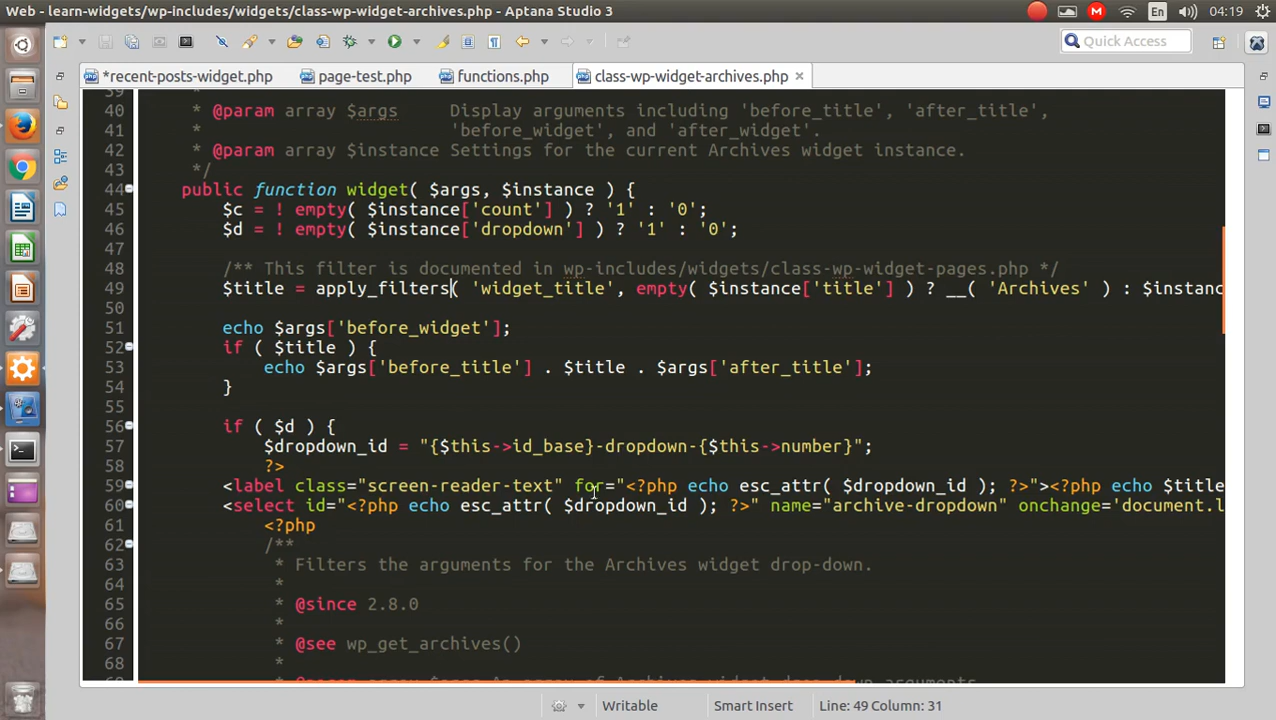 Web - learn-widgets/wp-includes/widgets/class-wp-widget-archives.php - Aptana Studio 3
En
04:19
Quick Access
*recent-posts-widget.php
page-test.php
functions.php
class-wp-widget-archives.php
39 *
40 * @param array $args Display arguments including 'before_title', 'after_title',
41 * 'before_widget', and 'after_widget'.
42 * @param array $instance Settings for the current Archives widget instance.
43 */
44 public function widget( $args, $instance ) {
45 $c = ! empty( $instance['count'] ) ? '1' : '0';
46 $d = ! empty( $instance['dropdown'] ) ? '1' : '0';
47
48 /** This filter is documented in wp-includes/widgets/class-wp-widget-pages.php */
49 $title = apply_filters( 'widget_title', empty( $instance['title'] ) ? __( 'Archives' ) : $instanc
50
51 echo $args['before_widget'];
52 if ( $title ) {
53 echo $args['before_title'] . $title . $args['after_title'];
54 }
55
56 if ( $d ) {
57 $dropdown_id = "{$this->id_base}-dropdown-{$this->number}";
58 ?>
59 <label class="screen-reader-text" for="<?php echo esc_attr( $dropdown_id ); ?>"><?php echo $title
60 <select id="<?php echo esc_attr( $dropdown_id ); ?>" name="archive-dropdown" onchange='document.l
61 <?php
62 /**
63 * Filters the arguments for the Archives widget drop-down.
64 *
65 * @since 2.8.0
66 *
67 * @see wp_get_archives()
68 *
Writable
Smart Insert
Line: 49 Column: 31